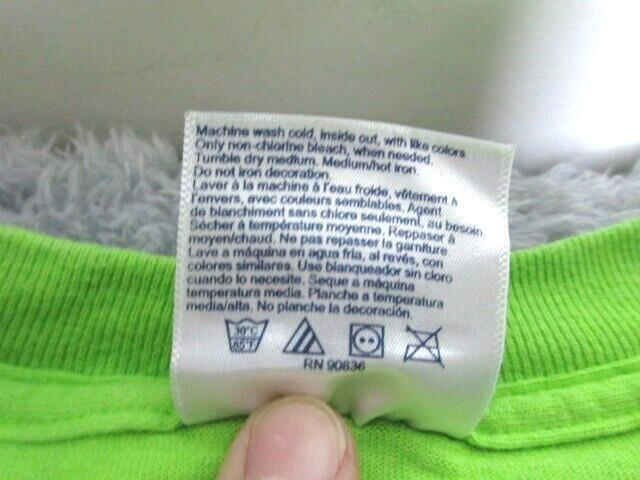 Machine wash cold, inside out, with like colors
Only non-chlorine bleach, when needed.
Tumble dry medium. Medium/hot iron.
Do not iron decoration.
Laver à la machine à l'eau froide, vêtement à
l'envers, avec couleurs semblables. Agent
de blanchiment sans chlore seulement, au besoin
Sécher à température moyenne. Repasser à
moyen/chaud. Ne pas repasser la garniture
Lave a máquina en agua fria, al revés, con
colores similares. Use blanqueador sin cloro
cuando lo necesite. Seque a máquina
temperatura media. Planche a temperatura
media/alta. No planche la decoración.
30°C
85°F
RN 90836